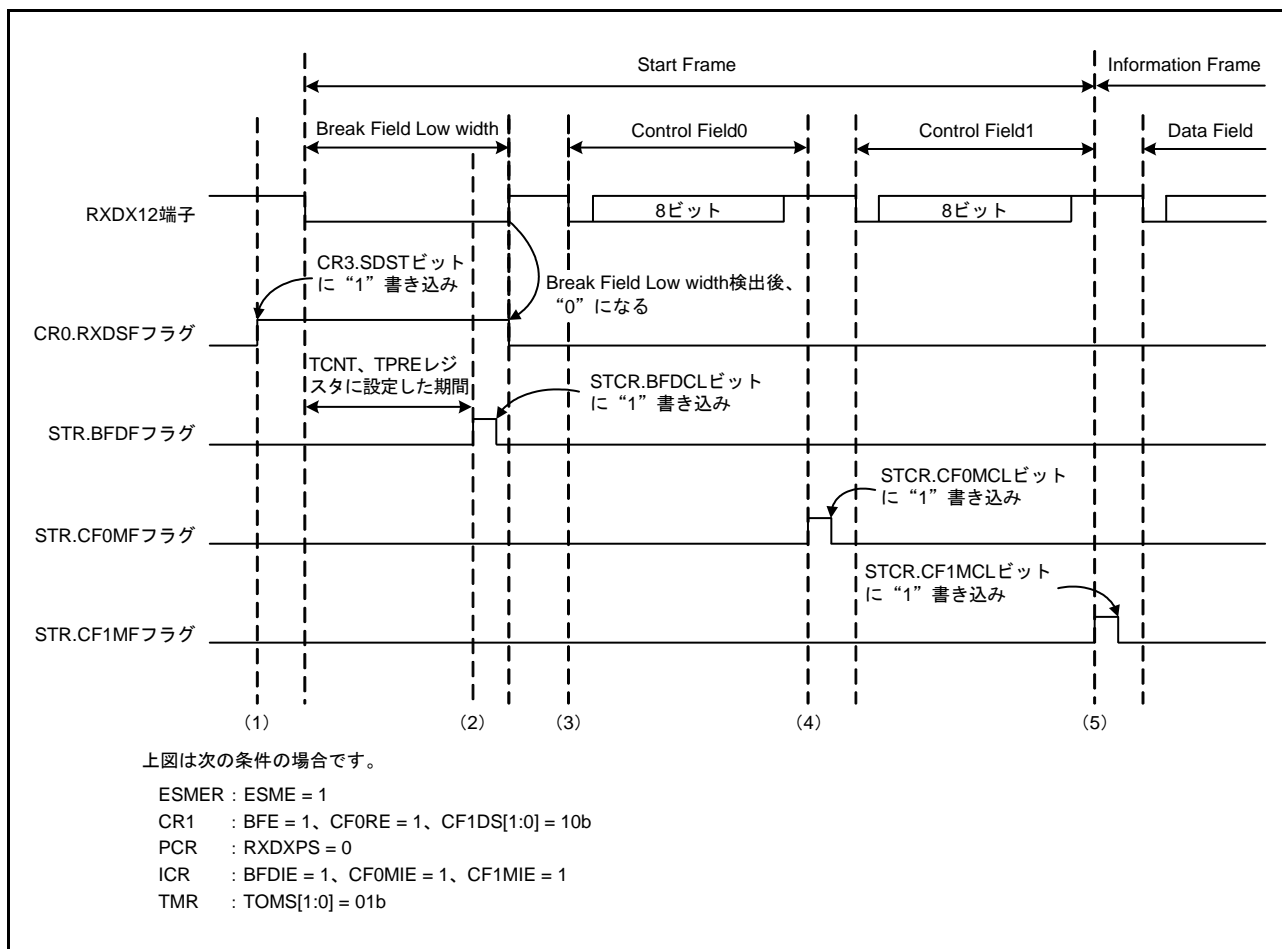 Start Frame
Information Frame
Break Field Low width
Control Field0
Control Field1
Data Field
RXDX12端子
8ビット
8ビット
CR3.SDSTビット
に“1”書き込み
Break Field Low width検出後、
“0”になる
CR0.RXDSFフラグ
TCNT、TPREレジ
スタに設定した期間
STCR.BFDCLビット
に“1”書き込み
STR.BFDFフラグ
STCR.CF0MCLビット
に“1”書き込み
STR.CF0MFフラグ
STCR.CF1MCLビット
に“1”書き込み
STR.CF1MFフラグ
(1)
(2)
(3)
(4)
(5)
上図は次の条件の場合です。
ESMER : ESME = 1
CR1 : BFE = 1、CF0RE = 1、CF1DS[1:0] = 10b
PCR : RXDXPS = 0
ICR : BFDIE = 1、CF0MIE = 1、CF1MIE = 1
TMR : TOMS[1:0] = 01b